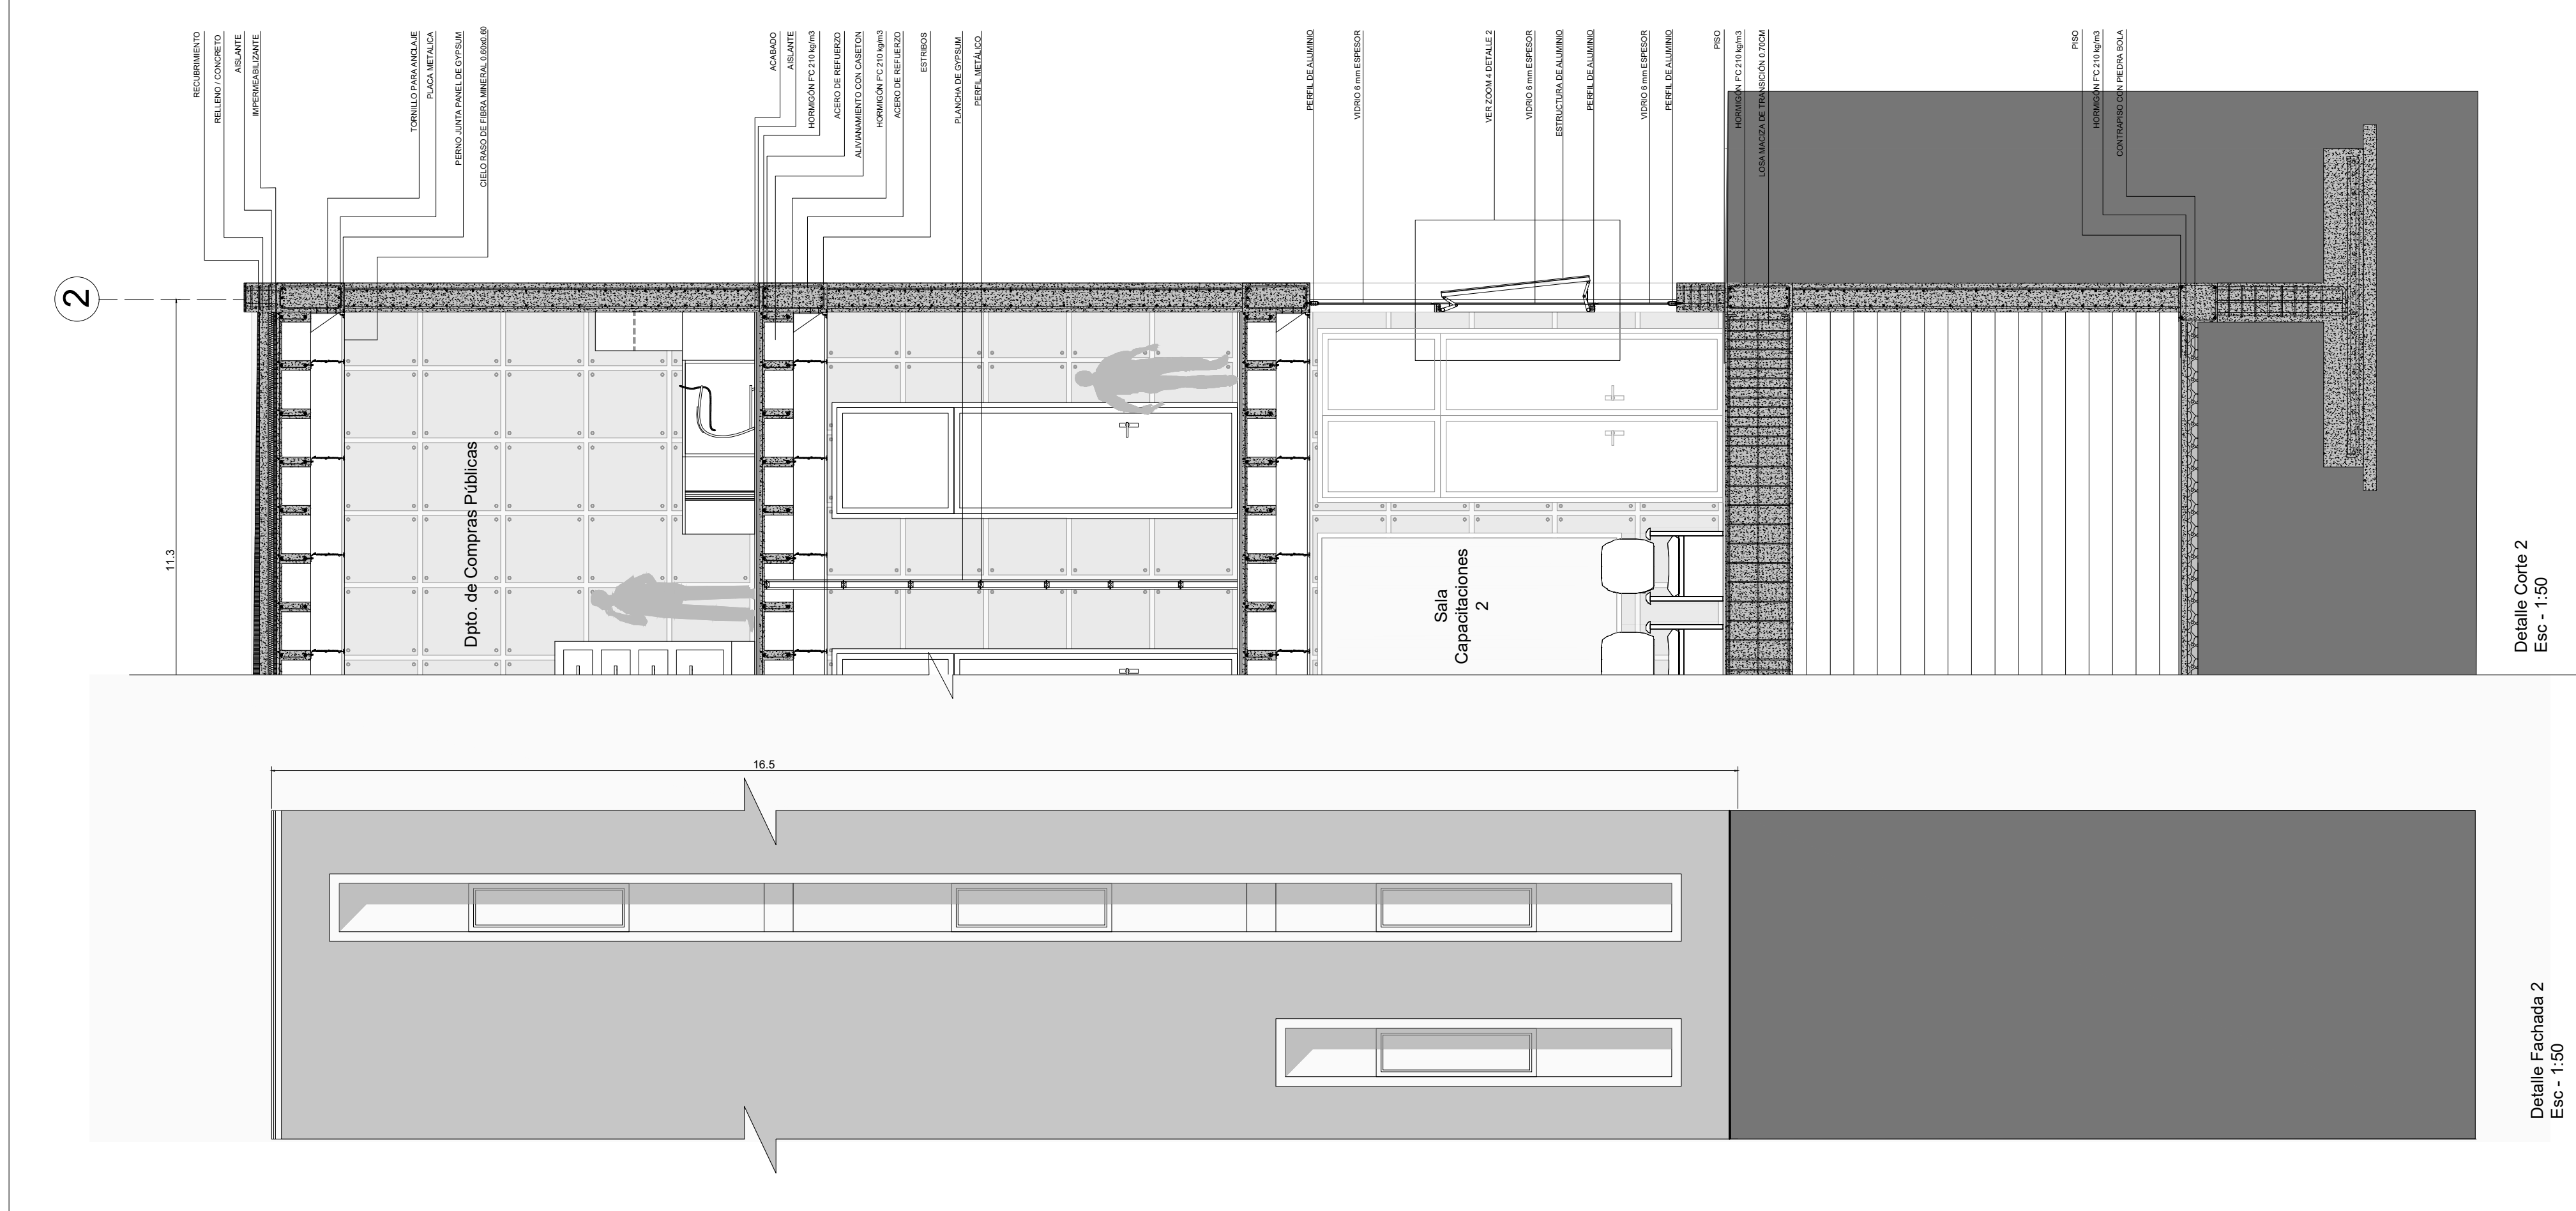 RECUBRIMIENTO
RELLENO / CONCRETO
AISLANTE
IMPERMEABILIZANTE
TORNILLO PARA ANCLAJE
PLACA METALICA
PERNO JUNTA PANEL DE GYPSUM
CIELO RASO DE FIBRA MINERAL 0.60x0.60
ACABADO
AISLANTE
HORMIGÓN F'C 210 kg/m3
ACERO DE REFUERZO
ALIVIANAMIENTO CON CASETON
HORMIGÓN F'C 210 kg/m3
ACERO DE REFUERZO
ESTRIBOS
PLANCHA DE GYPSUM
PERFIL METÁLICO
PERFIL DE ALUMINIO
VIDRIO 6 mm ESPESOR
VER ZOOM 4 DETALLE 2
VIDRIO 6 mm ESPESOR
ESTRUCTURA DE ALUMINIO
PERFIL DE ALUMINIO
VIDRIO 6 mm ESPESOR
PERFIL DE ALUMINIO
PISO
HORMIGÓN F'C 210 kg/m3
LOSA MACIZA DE TRANSICIÓN 0.70CM
PISO
HORMIGÓN F'C 210 kg/m3
CONTRAPISO CON PIEDRA BOLA
2
11.3
Dpto. de Compras Públicas
Sala
Capacitaciones
2
Detalle Corte 2
Esc - 1:50
16.5
Detalle Fachada 2
Esc - 1:50